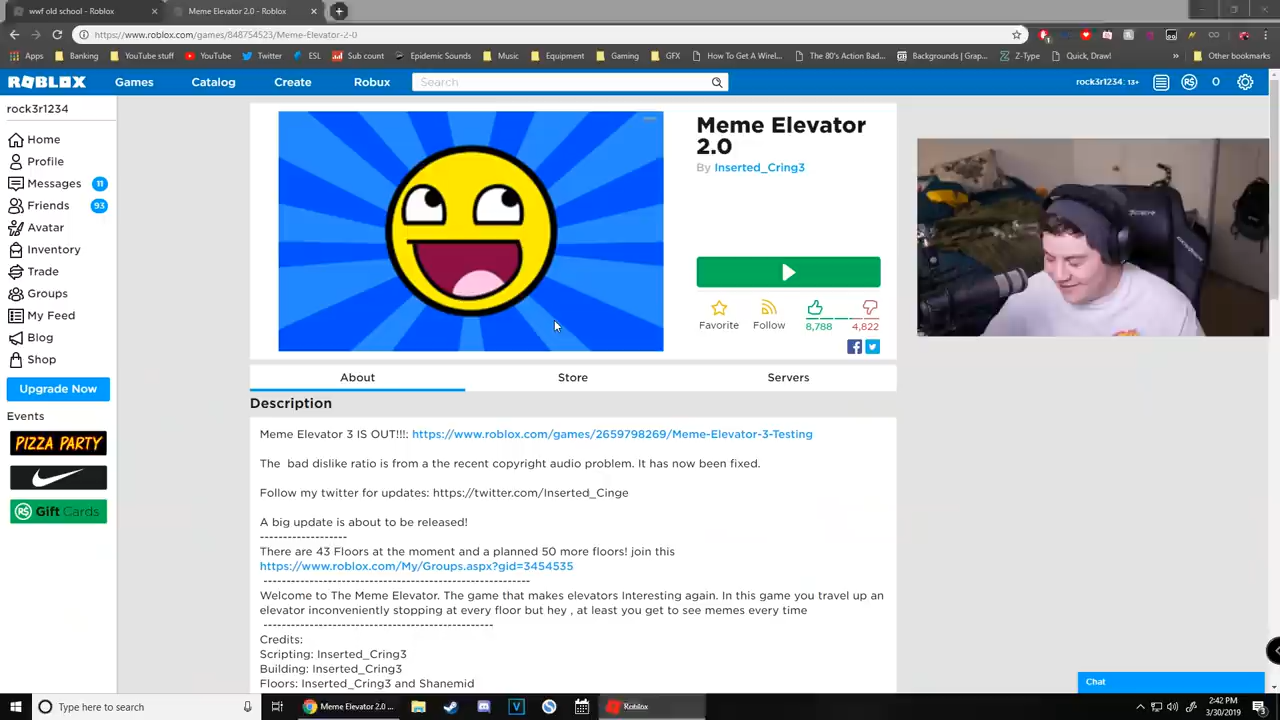 wwf old school - Roblox
Meme Elevator 2.0 - Roblox
https://www.roblox.com/games/848754523/Meme-Elevator-2-0
Apps Banking YouTube stuff YouTube Twitter ESL Sub count Epidemic Sounds Music Equipment Gaming GFX How To Get A Wirel... The 80's Action Bad... Backgrounds | Grap... Z-Type Quick, Draw! » Other bookmarks
ROBLOX Games Catalog Create Robux Search rock3r1234: 13+ 0
rock3r1234
Home
Profile
Messages 11
Friends 93
Avatar
Inventory
Trade
Groups
My Feed
Blog
Shop
Upgrade Now
Events
PIZZA PARTY
Gift Cards
Meme Elevator
2.0
By Inserted_Cring3
Favorite Follow 8,788 4,822
About Store Servers
Description
Meme Elevator 3 IS OUT!!!: https://www.roblox.com/games/2659798269/Meme-Elevator-3-Testing
The bad dislike ratio is from a the recent copyright audio problem. It has now been fixed.
Follow my twitter for updates: https://twitter.com/Inserted_Cinge
A big update is about to be released!
-------------------
There are 43 Floors at the moment and a planned 50 more floors! join this
https://www.roblox.com/My/Groups.aspx?gid=3454535
----------------------------------------------------------
Welcome to The Meme Elevator. The game that makes elevators Interesting again. In this game you travel up an
elevator inconveniently stopping at every floor but hey , at least you get to see memes every time
--------------------------------------------------
Credits:
Scripting: Inserted_Cring3
Building: Inserted_Cring3
Floors: Inserted_Cring3 and Shanemid
Chat
Type here to search
Meme Elevator 2.0 ...
Roblox
2:42 PM
3/30/2019